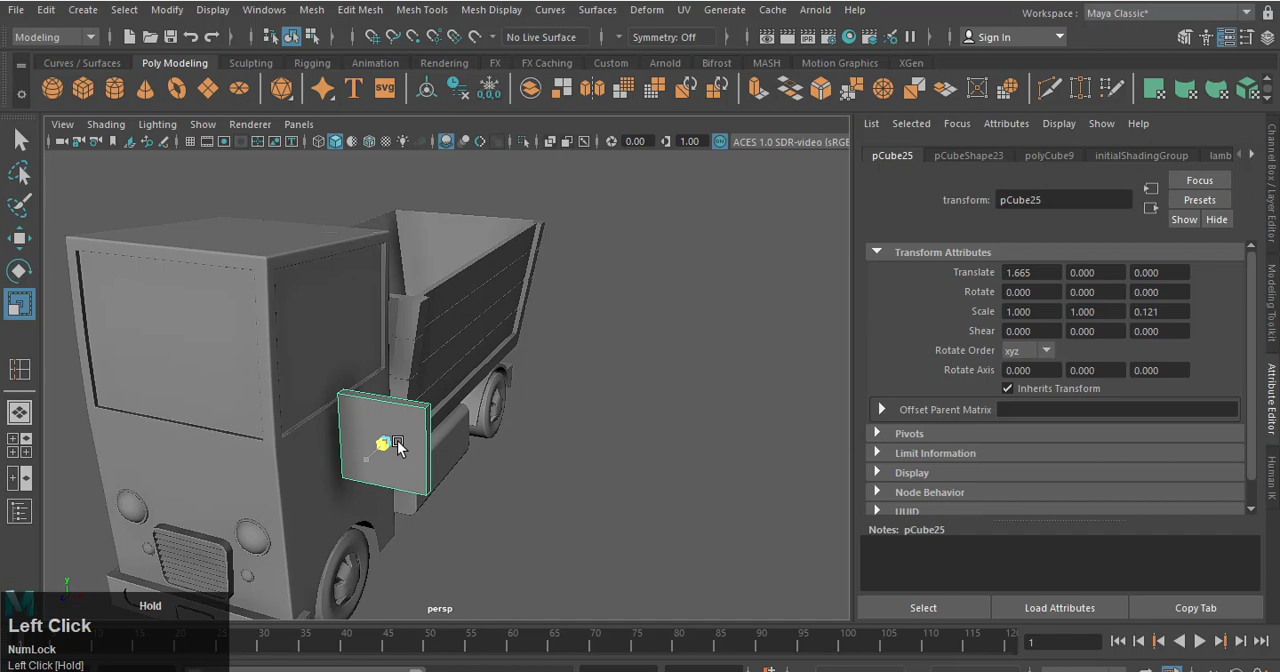 File Edit Create Select Modify Display Windows Mesh Edit Mesh Mesh Tools Mesh Display Curves Surfaces Deform UV Generate Cache Arnold Help
Workspace : Maya Classic*
Modeling
No Live Surface
Symmetry: Off
Sign In
Curves / Surfaces Poly Modeling Sculpting Rigging Animation Rendering FX FX Caching Custom Arnold Bifrost MASH Motion Graphics XGen
T
SVG
View Shading Lighting Show Renderer Panels
0.00 1.00 ON ACES 1.0 SDR-video (sRGB
List Selected Focus Attributes Display Show Help
pCube25 pCubeShape23 polyCube9 initialShadingGroup lamb
transform: pCube25
Focus
Presets
Show Hide
Transform Attributes
Translate 1.665 0.000 0.000
Rotate 0.000 0.000 0.000
Scale 1.000 1.000 0.121
Shear 0.000 0.000 0.000
Rotate Order xyz
Rotate Axis 0.000 0.000 0.000
Inherits Transform
Offset Parent Matrix
Pivots
Limit Information
Display
Node Behavior
UUID
Notes: pCube25
Select Load Attributes Copy Tab
Channel Box / Layer Editor
Modeling Toolkit
Attribute Editor
Human IK
y
persp
Hold
Left Click
NumLock
Left Click [Hold]
10 25 30 35 40 45 50 55 60 65 70 75 80 85 90 95 100 105 110 115 120
1